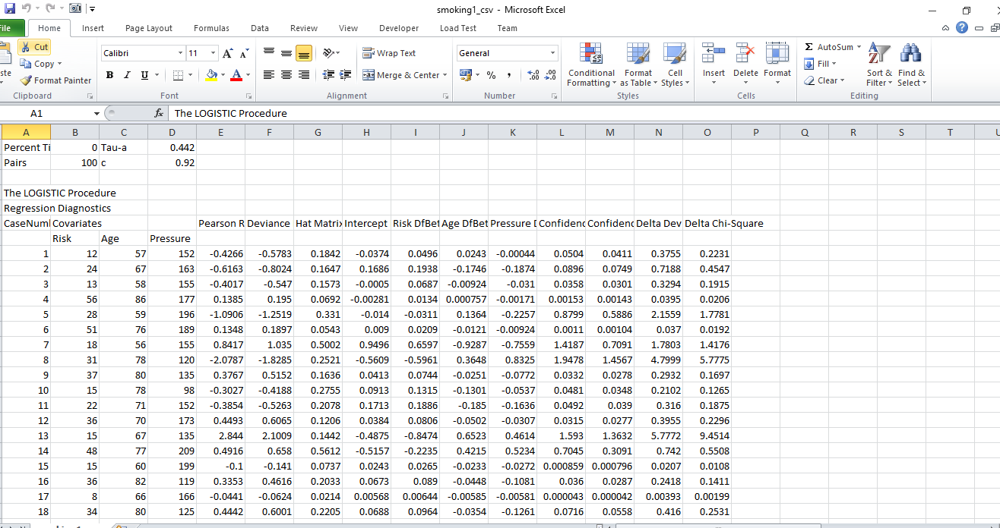 smoking1_csv - Microsoft Excel
File Home Insert Page Layout Formulas Data Review View Developer Load Test Team
Cut
Copy
Format Painter
Clipboard
Calibri 11
B I U
Font
Wrap Text
Merge & Center
Alignment
General
Number
Conditional Formatting
Format as Table
Cell Styles
Styles
Insert Delete Format
Cells
AutoSum
Fill
Clear
Sort & Filter
Find & Select
Editing
A1 fx The LOGISTIC Procedure
A B C D E F G H I J K L M N O P Q R S T U
Percent Ti 0 Tau-a 0.442
Pairs 100 c 0.92
The LOGISTIC Procedure
Regression Diagnostics
CaseNuml Covariates Pearson R Deviance Hat Matrix Intercept Risk DfBet Age DfBet Pressure D Confidenc Confidenc Delta Dev Delta Chi-Square
Risk Age Pressure
1 12 57 152 -0.4266 -0.5783 0.1842 -0.0374 0.0496 0.0243 -0.00044 0.0504 0.0411 0.3755 0.2231
2 24 67 163 -0.6163 -0.8024 0.1647 0.1686 0.1938 -0.1746 -0.1874 0.0896 0.0749 0.7188 0.4547
3 13 58 155 -0.4017 -0.547 0.1573 -0.0005 0.0687 -0.00924 -0.031 0.0358 0.0301 0.3294 0.1915
4 56 86 177 0.1385 0.195 0.0692 -0.00281 0.0134 0.000757 -0.00171 0.00153 0.00143 0.0395 0.0206
5 28 59 196 -1.0906 -1.2519 0.331 -0.014 -0.0311 0.1364 -0.2257 0.8799 0.5886 2.1559 1.7781
6 51 76 189 0.1348 0.1897 0.0543 0.009 0.0209 -0.0121 -0.00924 0.0011 0.00104 0.037 0.0192
7 18 56 155 0.8417 1.035 0.5002 0.9496 0.6597 -0.9287 -0.7559 1.4187 0.7091 1.7803 1.4176
8 31 78 120 -2.0787 -1.8285 0.2521 -0.5609 -0.5961 0.3648 0.8325 1.9478 1.4567 4.7999 5.7775
9 37 80 135 0.3767 0.5152 0.1636 0.0413 0.0744 -0.0251 -0.0772 0.0332 0.0278 0.2932 0.1697
10 15 78 98 -0.3027 -0.4188 0.2755 0.0913 0.1315 -0.1301 -0.0537 0.0481 0.0348 0.2102 0.1265
11 22 71 152 -0.3854 -0.5263 0.2078 0.1713 0.1886 -0.185 -0.1636 0.0492 0.039 0.316 0.1875
12 36 70 173 0.4493 0.6065 0.1206 0.0384 0.0806 -0.0502 -0.0307 0.0315 0.0277 0.3955 0.2296
13 15 67 135 2.844 2.1009 0.1442 -0.4875 -0.8474 0.6523 0.4614 1.593 1.3632 5.7772 9.4514
14 48 77 209 0.4916 0.658 0.5612 -0.5157 -0.2235 0.4215 0.5234 0.7045 0.3091 0.742 0.5508
15 15 60 199 -0.1 -0.141 0.0737 0.0243 0.0265 -0.0233 -0.0272 0.000859 0.000796 0.0207 0.0108
16 36 82 119 0.3353 0.4616 0.2033 0.0673 0.089 -0.0448 -0.1081 0.036 0.0287 0.2418 0.1411
17 8 66 166 -0.0441 -0.0624 0.0214 0.00568 0.00644 -0.00585 -0.00581 0.000043 0.000042 0.00393 0.00199
18 34 80 125 0.4442 0.6001 0.2205 0.0688 0.0964 -0.0354 -0.1261 0.0716 0.0558 0.416 0.2531